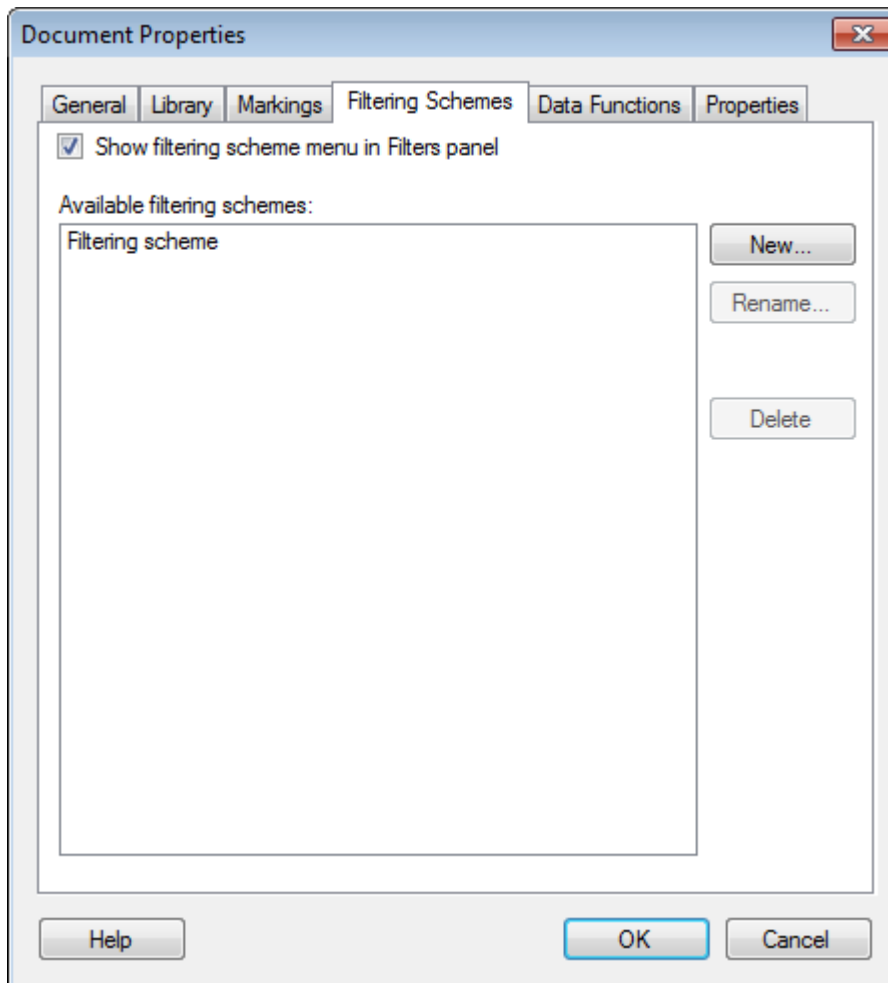 Document Properties
General Library Markings Filtering Schemes Data Functions Properties
Show filtering scheme menu in Filters panel
Available filtering schemes:
Filtering scheme
New...
Rename...
Delete
Help OK Cancel